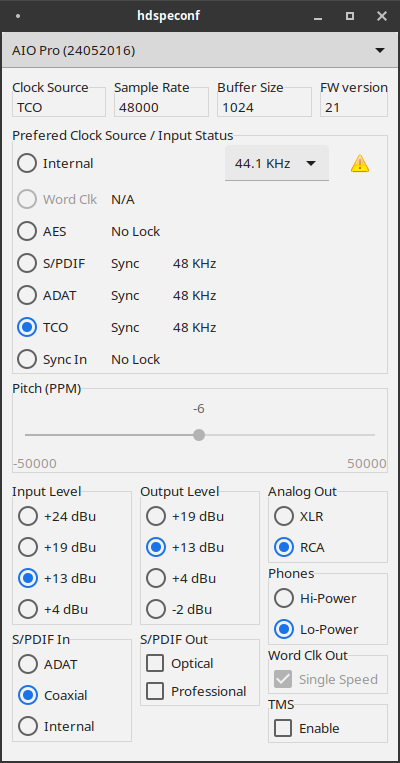 hdspeconf
AIO Pro (24052016)
Clock Source Sample Rate Buffer Size FW version
TCO 48000 1024 21
Prefered Clock Source / Input Status
Internal 44.1 KHz
Word Clk N/A
AES No Lock
S/PDIF Sync 48 KHz
ADAT Sync 48 KHz
TCO Sync 48 KHz
Sync In No Lock
Pitch (PPM)
-6
-50000 50000
Input Level Output Level Analog Out
+24 dBu +19 dBu XLR
+19 dBu +13 dBu RCA
+13 dBu +4 dBu Phones
+4 dBu -2 dBu Hi-Power
Lo-Power
S/PDIF In S/PDIF Out Word Clk Out
ADAT Optical Single Speed
Coaxial Professional TMS
Internal Enable